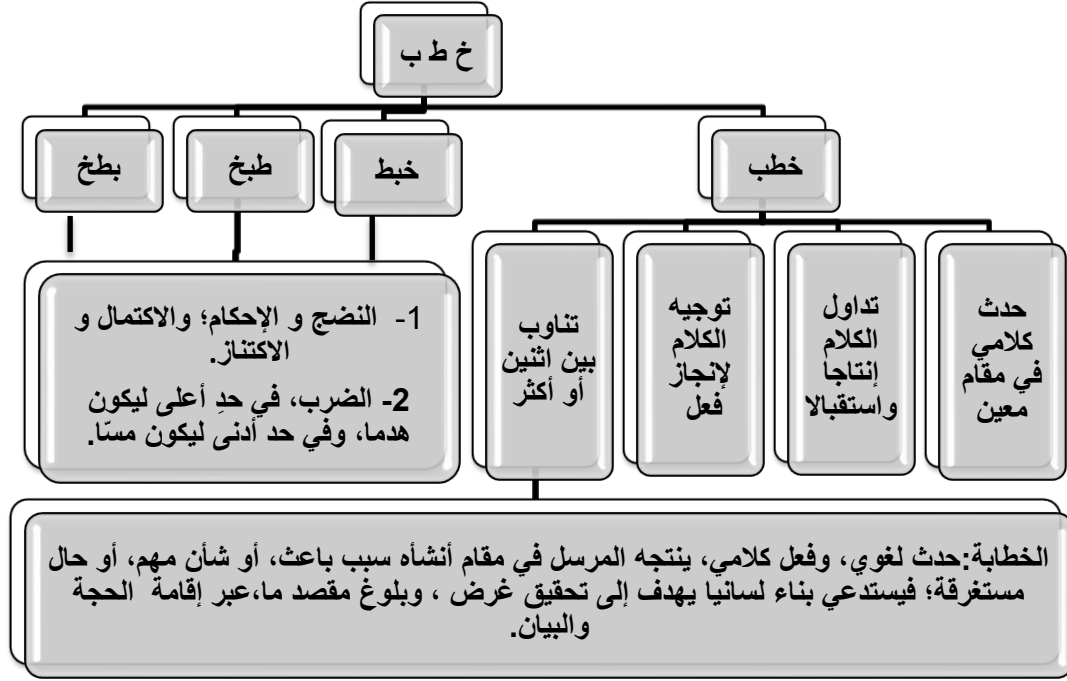 خ ط ب
خطب
خبط
طبخ
بطخ
حدث
كلامي
في مقام
معين
تداول
الكلام
إنتاجا
واستقبالا
توجيه
الكلام
لإنجاز
فعل
تناوب
بين اثنين
أو أكثر
1- النضج و الإحكام؛ والاكتمال و
الاكتناز.
2- الضرب، في حدِ أعلى ليكون
هدما، وفي حد أدنى ليكون مسّا.
الخطابة:حدث لغوي، وفعل كلامي، ينتجه المرسل في مقام أنشأه سبب باعث، أو شأن مهم، أو حال
مستغرقة؛ فيستدعي بناء لسانيا يهدف إلى تحقيق غرض ، وبلوغ مقصد ما،عبر إقامة الحجة
والبيان.